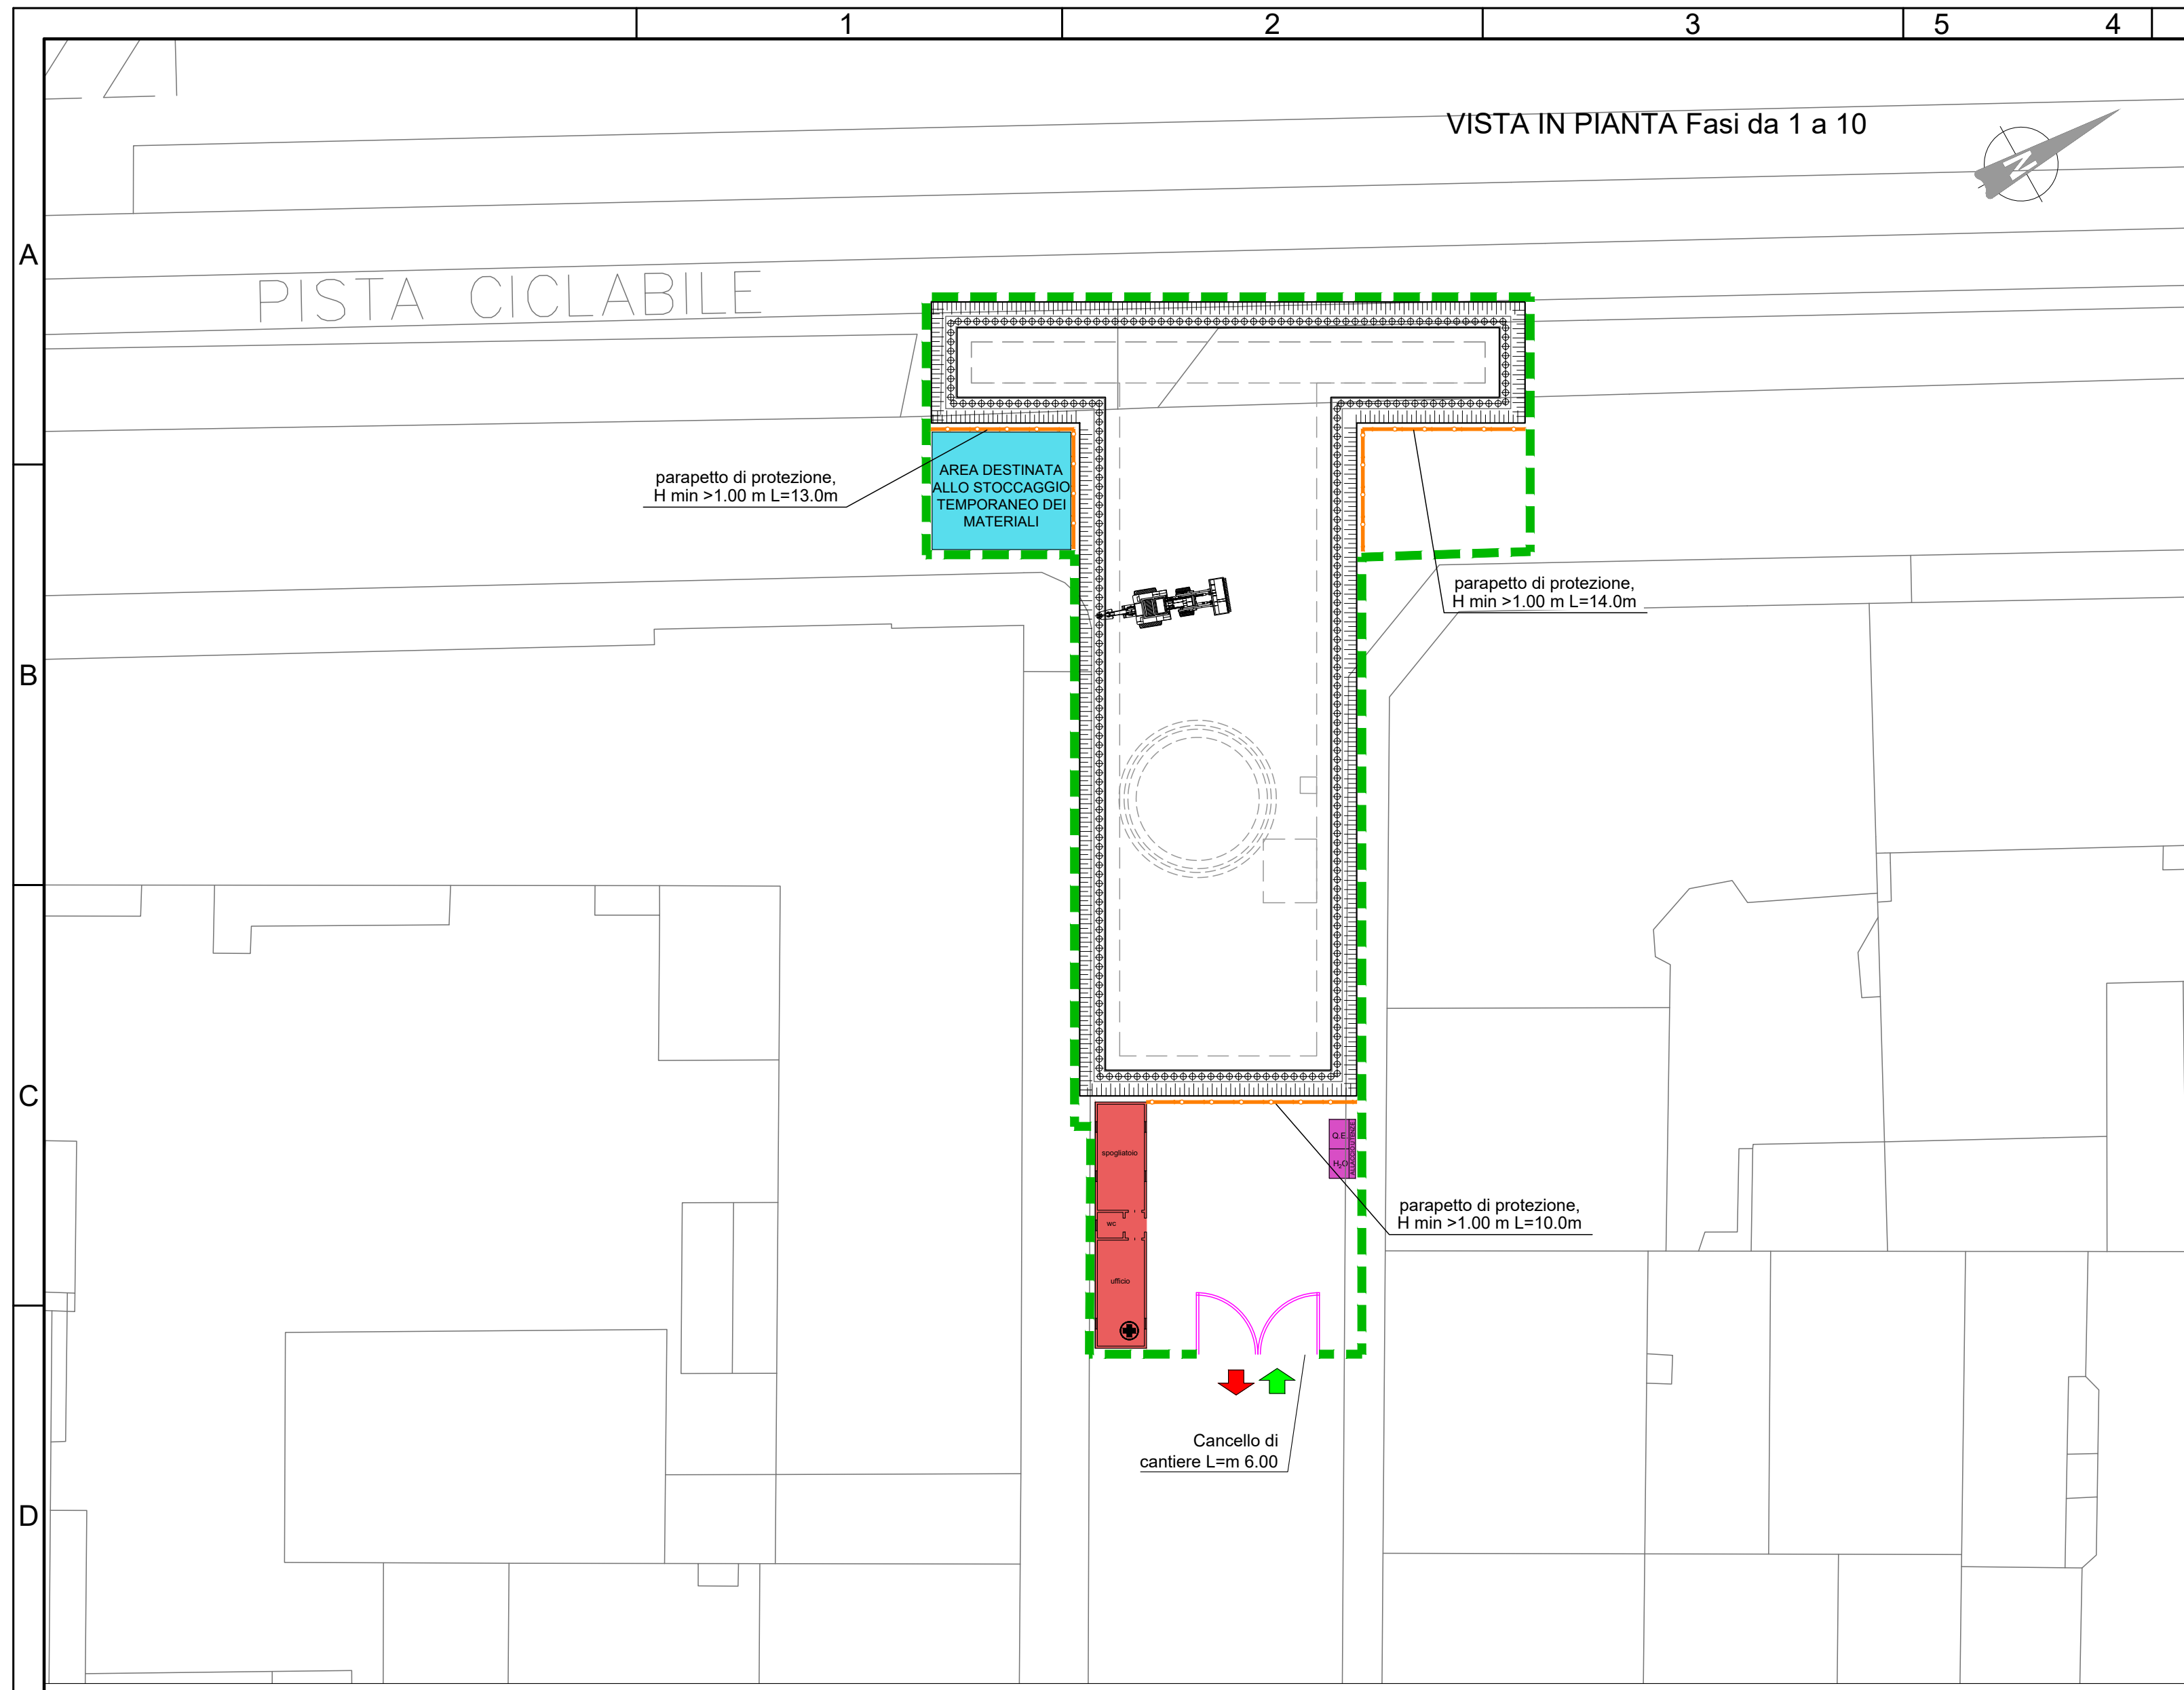 1 2 3 5 4
VISTA IN PIANTA Fasi da 1 a 10
N
A
PISTA CICLABILE
AREA DESTINATA
ALLO STOCCAGGIO
TEMPORANEO DEI
MATERIALI
parapetto di protezione,
H min >1.00 m L=13.0m
parapetto di protezione,
H min >1.00 m L=14.0m
B
C
spogliatoio
Q.E.
H2O
ALLACCIO UTENZE
wc
parapetto di protezione,
H min >1.00 m L=10.0m
ufficio
Cancello di
cantiere L=m 6.00
D